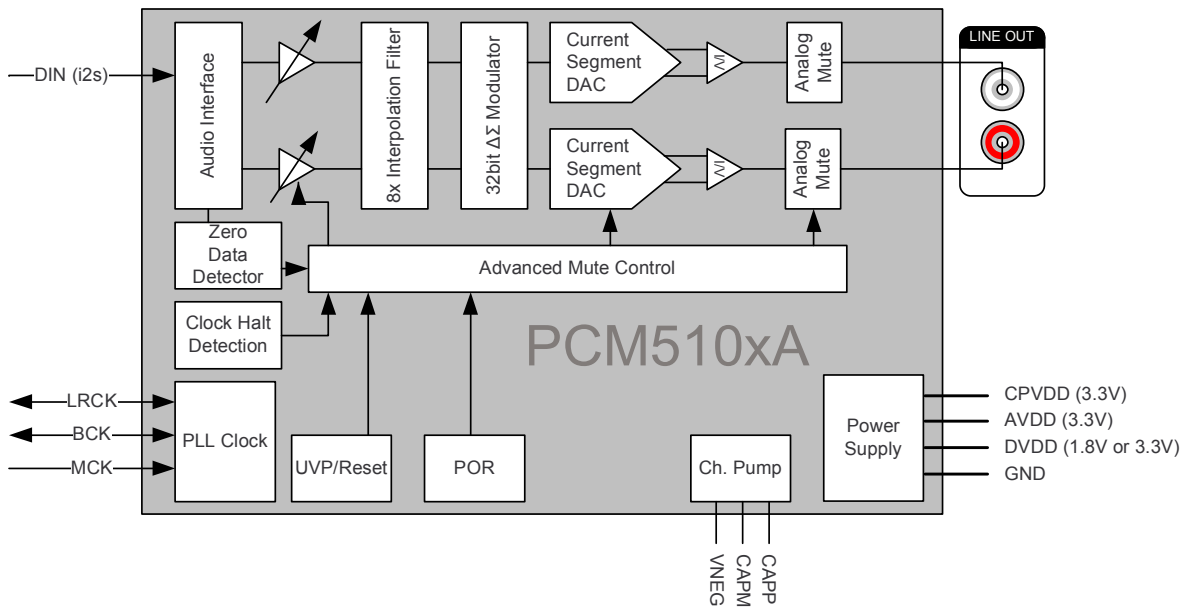 LINE OUT
DIN (i2s)
Audio Interface
8x Interpolation Filter
32bit ΔΣ Modulator
Current
Segment
DAC
I/V
Analog
Mute
Current
Segment
DAC
I/V
Analog
Mute
Zero
Data
Detector
Advanced Mute Control
Clock Halt
Detection
PCM510xA
LRCK
BCK
MCK
PLL Clock
UVP/Reset
POR
Ch. Pump
Power
Supply
CPVDD (3.3V)
AVDD (3.3V)
DVDD (1.8V or 3.3V)
GND
VNEG
CAPM
CAPP